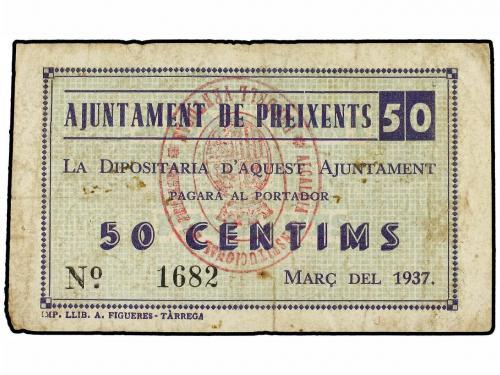 AJUNTAMENT DE PREIXENTS 50
LA DIPOSITARIA D'AQUEST AJUNTAMENT
PAGARÀ AL PORTADOR
50 CENTIMS
Nº 1682 MARÇ DEL 1937.
IMP. LLIB. A. FIGUERES - TÀRREGA
ALCALDIA